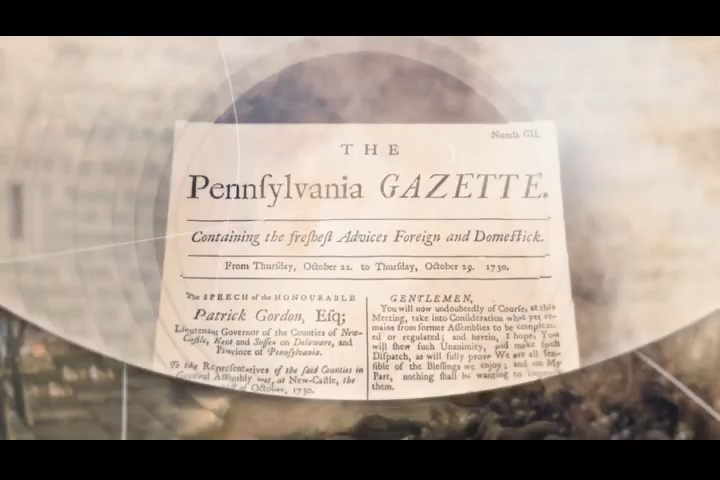 Numb. CII.
THE
Pennſylvania GAZETTE.
Containing the freſheſt Advices Foreign and Domeſtick.
From Thurſday, October 22. to Thurſday, October 29. 1730.
The SPEECH of the HONOURABLE
Patrick Gordon, Eſq;
Lieutenant Governor of the Counties of New-
Caſtle, Kent and Suſſex on Delaware, and
Province of Pennſylvania.
To the Repreſentatives of the ſaid Counties in
General Aſſembly met, at New-Caſtle, the
of October, 1730.
GENTLEMEN,
You will now undoubtedly of Courſe, at this
Meeting, take into Conſideration what yet re-
mains from former Aſſemblies to be compleat-
ed or regulated; and herein, I hope, You
will ſhew ſuch Unanimity, and make ſuch
Diſpatch, as will fully prove We are all ſen-
ſible of the Bleſſings we enjoy; and on My
Part, nothing ſhall be wanting to improve
them.